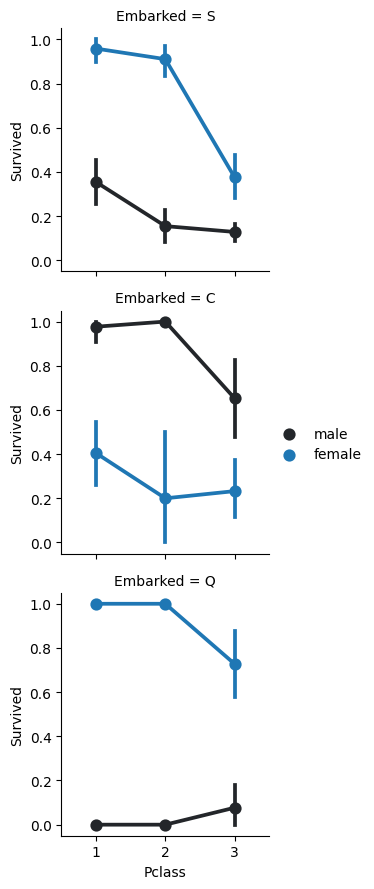 Embarked = S
1.0
0.8
0.6
0.4
0.2
0.0
Survived
Embarked = C
1.0
0.8
0.6
0.4
0.2
0.0
Survived
male
female
Embarked = Q
1.0
0.8
0.6
0.4
0.2
0.0
Survived
1 2 3
Pclass